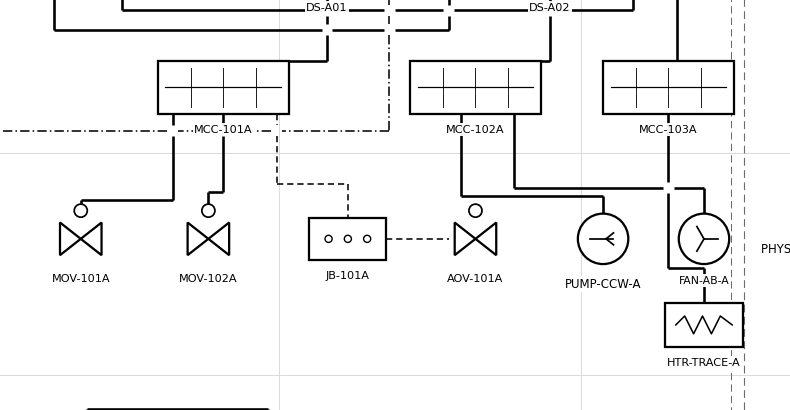 DS-A01
DS-A02
MCC-101A
MCC-102A
MCC-103A
MOV-101A
MOV-102A
JB-101A
AOV-101A
PUMP-CCW-A
FAN-AB-A
PHYS
HTR-TRACE-A